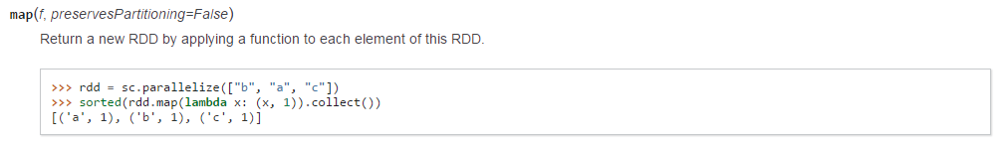 map(f, preservesPartitioning=False)
Return a new RDD by applying a function to each element of this RDD.
>>> rdd = sc.parallelize(["b", "a", "c"])
>>> sorted(rdd.map(lambda x: (x, 1)).collect())
[('a', 1), ('b', 1), ('c', 1)]